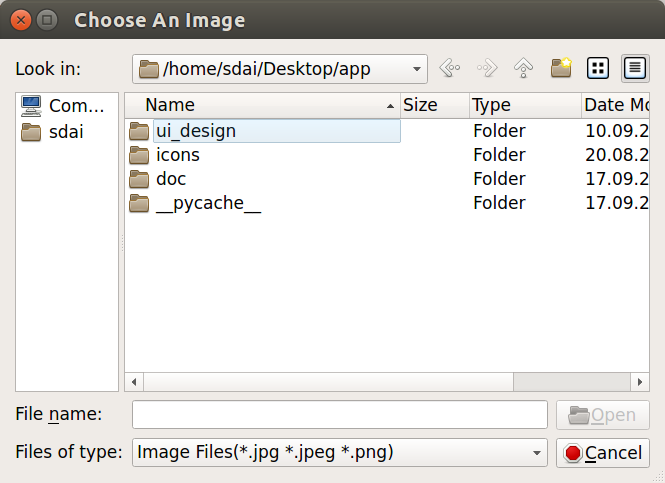 Choose An Image
Look in: /home/sdai/Desktop/app
Com...
sdai
Name Size Type Date Mo
ui_design Folder 10.09.2
icons Folder 20.08.2
doc Folder 17.09.2
__pycache__ Folder 17.09.2
File name: Open
Files of type: Image Files(*.jpg *.jpeg *.png) Cancel